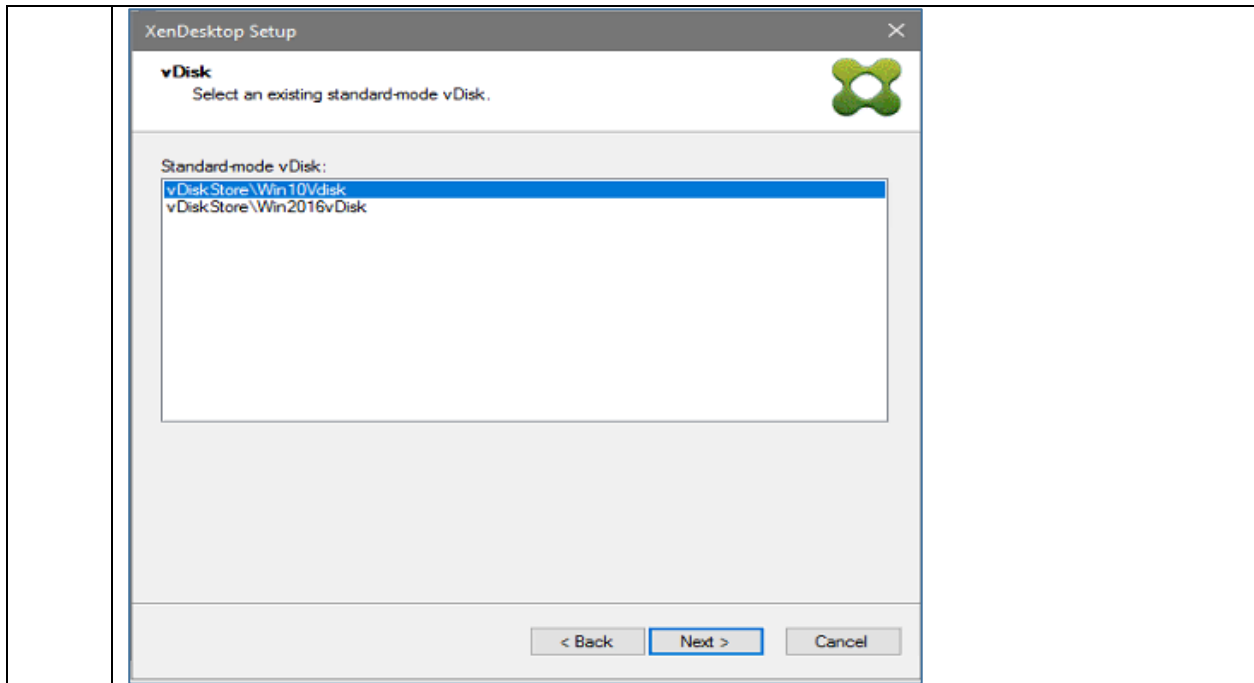 XenDesktop Setup
vDisk
Select an existing standard-mode vDisk.
Standard-mode vDisk:
vDiskStore\Win10Vdisk
vDiskStore\Win2016vDisk
< Back Next > Cancel